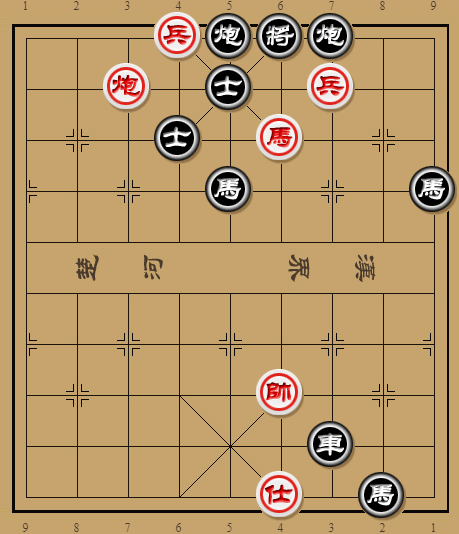 1 2 3 4 5 6 7 8 9
兵 炮 將 炮
炮 士 兵
士 馬
馬 馬
楚 河 界 漢
帥
車
仕 馬
9 8 7 6 5 4 3 2 1